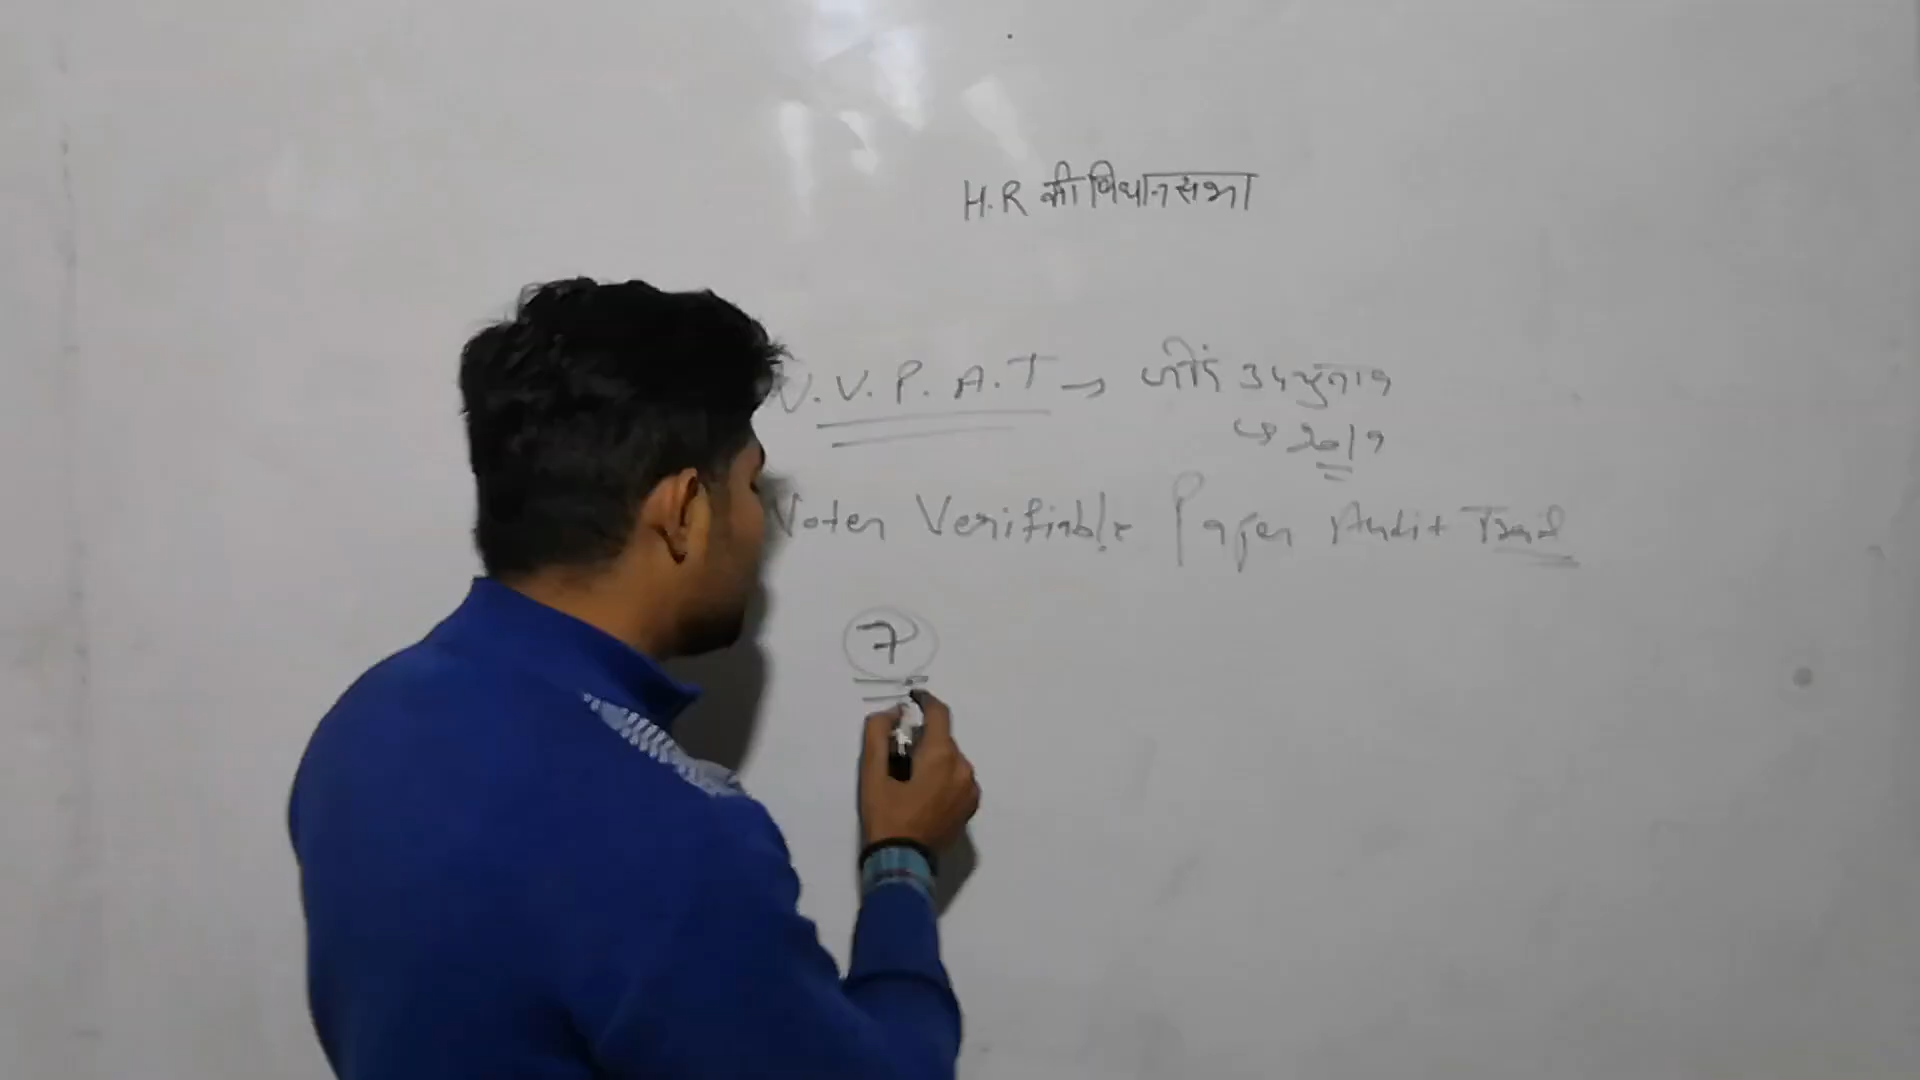 H.R की विधानसभा
V.V.P.A.T → जींद उपचुनाव
↳ 2019
Voter Verifiable Paper Audit Trail
7